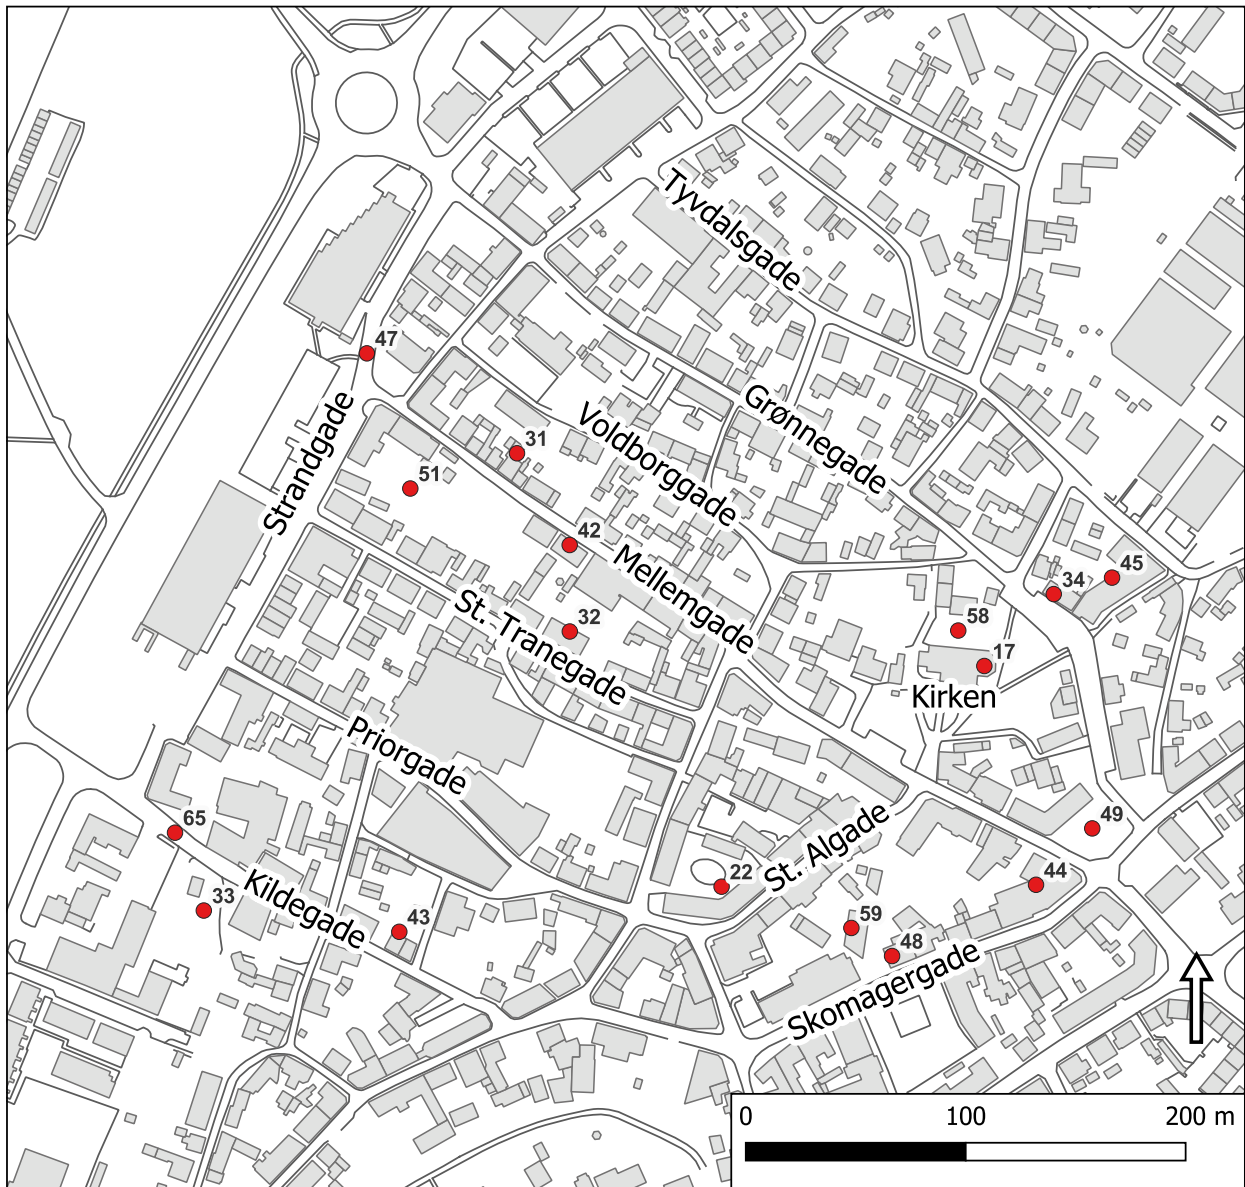 Tyvdalsgade
47
Grønnegade
Voldborggade
Strandgade
31
51
42
Mellemgade
45
34
St. Tranegade
32
58
17
Kirken
Priorgade
65
49
St. Algade
22
44
Kildegade
33
43
59
48
Skomagergade
0 100 200 m